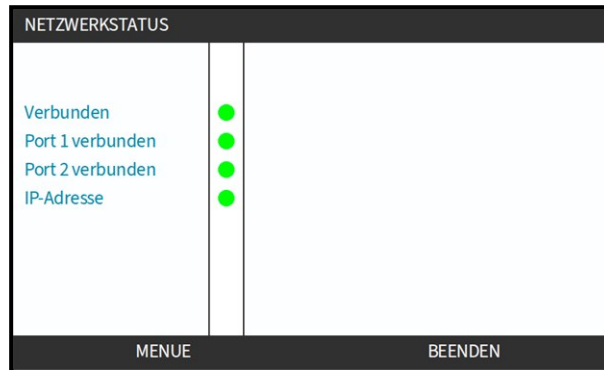 NETZWERKSTATUS
Verbunden
Port 1 verbunden
Port 2 verbunden
IP-Adresse
MENUE BEENDEN